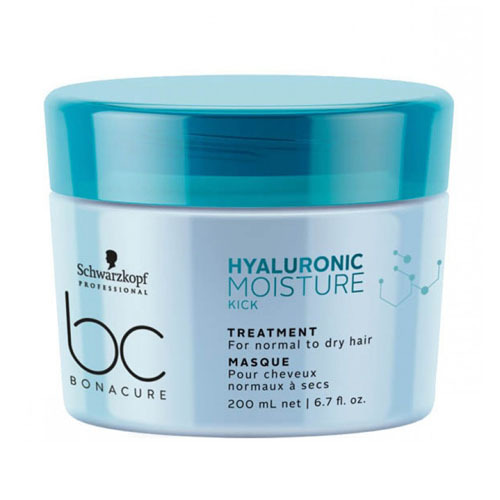 Schwarzkopf
PROFESSIONAL
bc
BONACURE
HYALURONIC
MOISTURE
KICK
TREATMENT
For normal to dry hair
MASQUE
Pour cheveux
normaux à secs
200 mL net | 6.7 fl. oz.